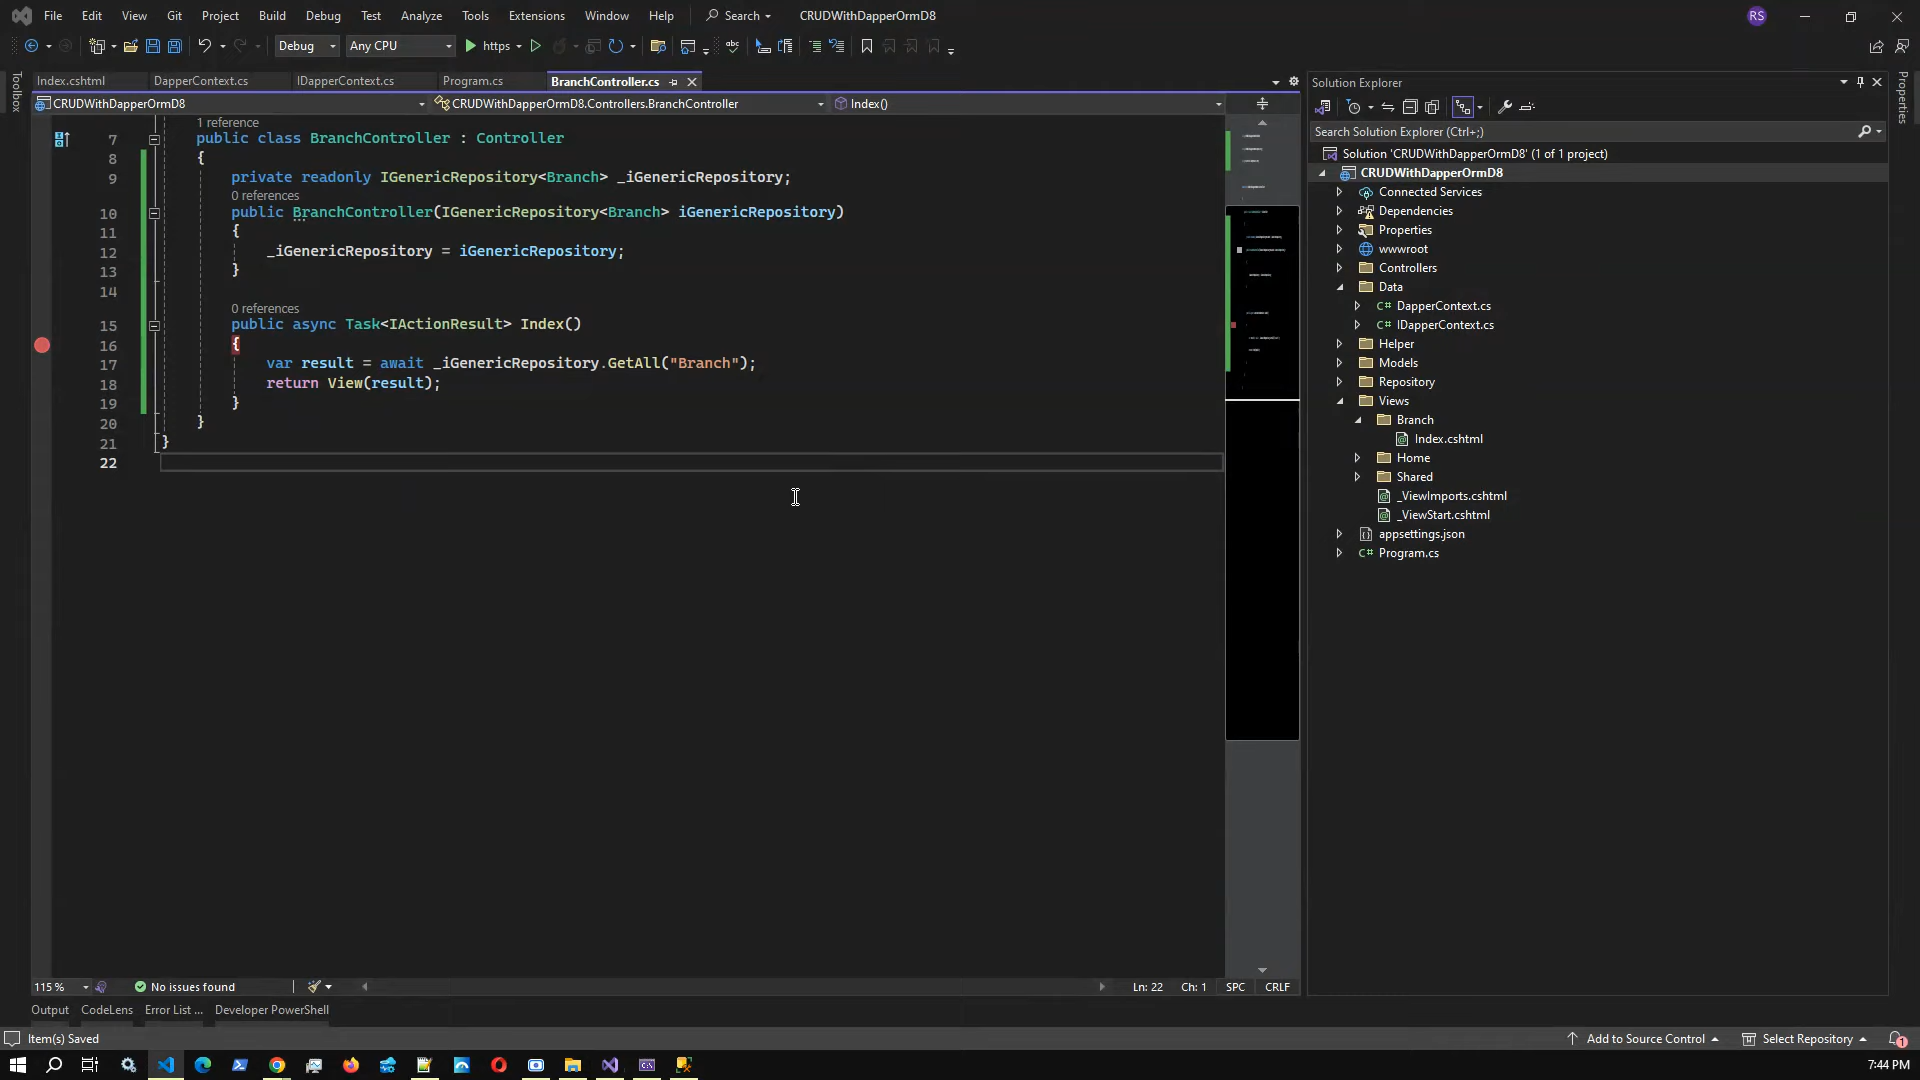 File Edit View Git Project Build Debug Test Analyze Tools Extensions Window Help Search CRUDWithDapperOrmD8 RS
Debug Any CPU https
Toolbox
Index.cshtml DapperContext.cs IDapperContext.cs Program.cs BranchController.cs
CRUDWithDapperOrmD8 CRUDWithDapperOrmD8.Controllers.BranchController Index()
1 reference
7 public class BranchController : Controller
8 {
9 private readonly IGenericRepository<Branch> _iGenericRepository;
0 references
10 public BranchController(IGenericRepository<Branch> iGenericRepository)
11 {
12 _iGenericRepository = iGenericRepository;
13 }
14
0 references
15 public async Task<IActionResult> Index()
16 {
17 var result = await _iGenericRepository.GetAll("Branch");
18 return View(result);
19 }
20 }
21 }
22
Solution Explorer
Search Solution Explorer (Ctrl+;)
Solution 'CRUDWithDapperOrmD8' (1 of 1 project)
CRUDWithDapperOrmD8
Connected Services
Dependencies
Properties
wwwroot
Controllers
Data
C# DapperContext.cs
C# IDapperContext.cs
Helper
Models
Repository
Views
Branch
Index.cshtml
Home
Shared
_ViewImports.cshtml
_ViewStart.cshtml
appsettings.json
C# Program.cs
Properties
115 % No issues found Ln: 22 Ch: 1 SPC CRLF
Output CodeLens Error List ... Developer PowerShell
Item(s) Saved Add to Source Control Select Repository 1
7:44 PM